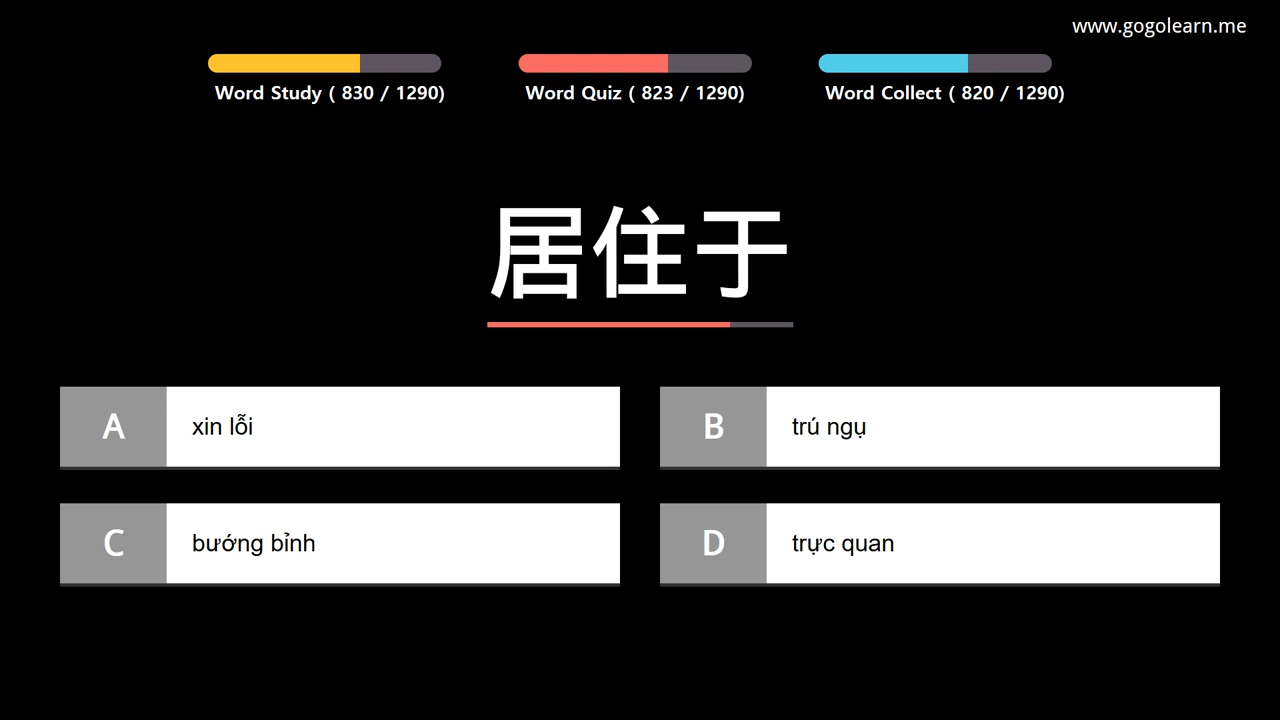 www.gogolearn.me
Word Study ( 830 / 1290)
Word Quiz ( 823 / 1290)
Word Collect ( 820 / 1290)
居住于
A xin lỗi
B trú ngụ
C bướng bỉnh
D trực quan